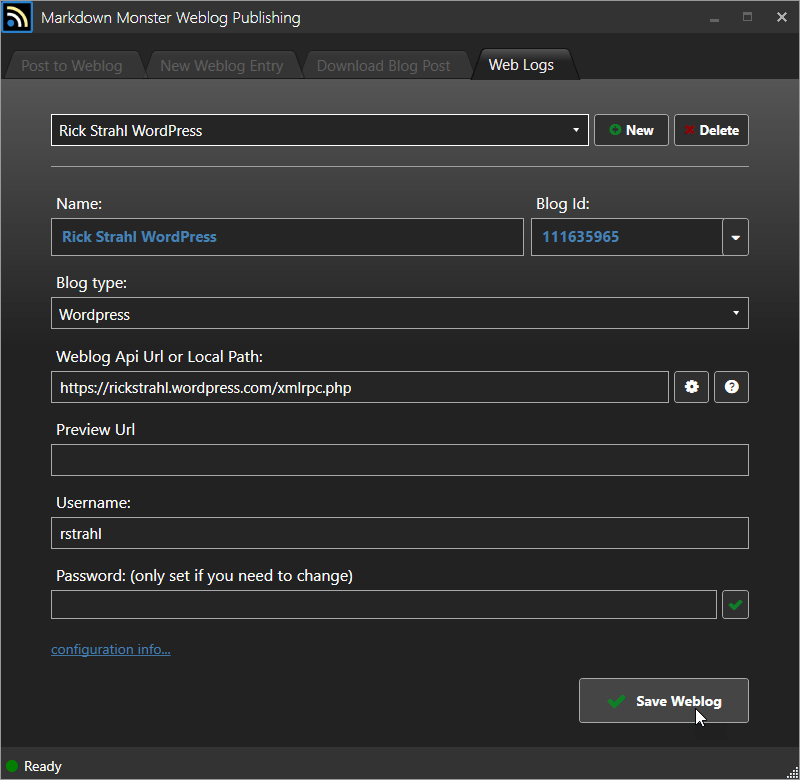 Markdown Monster Weblog Publishing
Post to Weblog New Weblog Entry Download Blog Post Web Logs
Rick Strahl WordPress New Delete
Name: Blog Id:
Rick Strahl WordPress 111635965
Blog type:
Wordpress
Weblog Api Url or Local Path:
https://rickstrahl.wordpress.com/xmlrpc.php ?
Preview Url
Username:
rstrahl
Password: (only set if you need to change)
configuration info...
Save Weblog
Ready